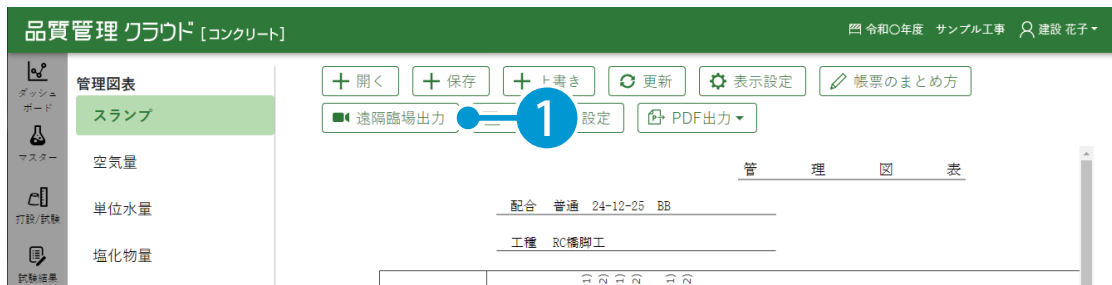 品質管理 クラウド [コンクリート]
令和〇年度 サンプル工事 建設 花子
ダッシュ
ボード
マスター
打設/試験
試験結果
管理図表
スランプ
空気量
単位水量
塩化物量
開く 保存 上書き 更新 表示設定 帳票のまとめ方
遠隔臨場出力 1 設定 PDF出力
管 理 図 表
配合 普通 24-12-25 BB
工種 RC橋脚工
1) 2) 1) 2) 1) 2)